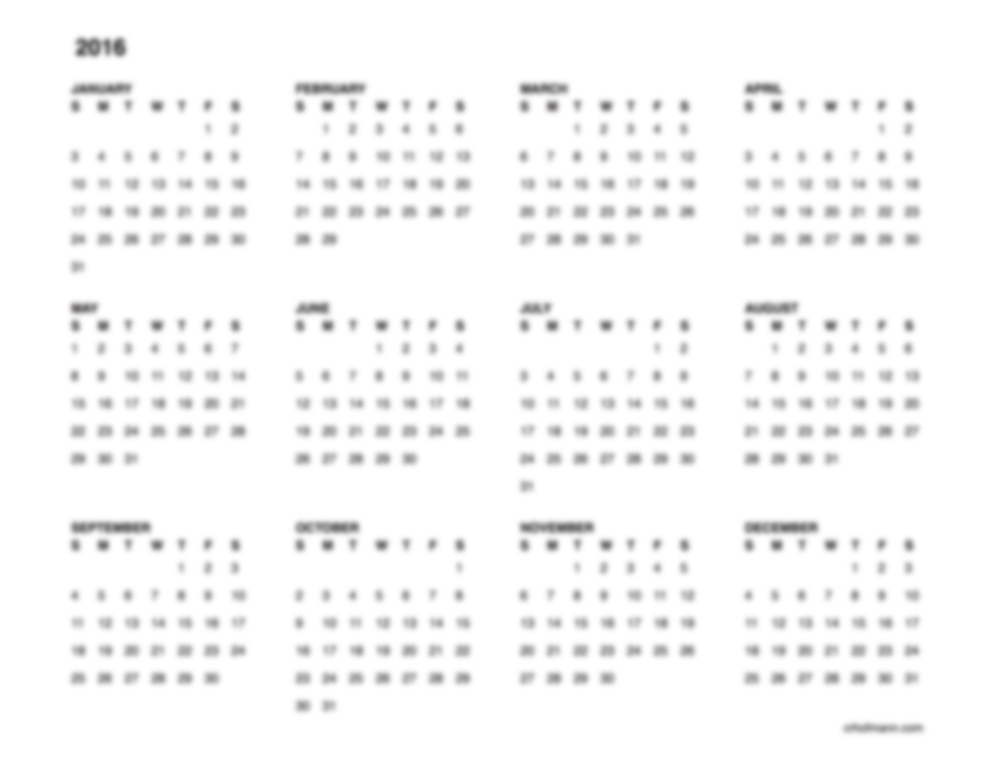 2016
JANUARY FEBRUARY MARCH APRIL
S M T W T F S S M T W T F S S M T W T F S S M T W T F S
1 2 1 2 3 4 5 6 1 2 3 4 5 1 2
3 4 5 6 7 8 9 7 8 9 10 11 12 13 6 7 8 9 10 11 12 3 4 5 6 7 8 9
10 11 12 13 14 15 16 14 15 16 17 18 19 20 13 14 15 16 17 18 19 10 11 12 13 14 15 16
17 18 19 20 21 22 23 21 22 23 24 25 26 27 20 21 22 23 24 25 26 17 18 19 20 21 22 23
24 25 26 27 28 29 30 28 29 27 28 29 30 31 24 25 26 27 28 29 30
31
MAY JUNE JULY AUGUST
S M T W T F S S M T W T F S S M T W T F S S M T W T F S
1 2 3 4 5 6 7 1 2 3 4 1 2 1 2 3 4 5 6
8 9 10 11 12 13 14 5 6 7 8 9 10 11 3 4 5 6 7 8 9 7 8 9 10 11 12 13
15 16 17 18 19 20 21 12 13 14 15 16 17 18 10 11 12 13 14 15 16 14 15 16 17 18 19 20
22 23 24 25 26 27 28 19 20 21 22 23 24 25 17 18 19 20 21 22 23 21 22 23 24 25 26 27
29 30 31 26 27 28 29 30 24 25 26 27 28 29 30 28 29 30 31
31
SEPTEMBER OCTOBER NOVEMBER DECEMBER
S M T W T F S S M T W T F S S M T W T F S S M T W T F S
1 2 3 1 1 2 3 4 5 1 2 3
4 5 6 7 8 9 10 2 3 4 5 6 7 8 6 7 8 9 10 11 12 4 5 6 7 8 9 10
11 12 13 14 15 16 17 9 10 11 12 13 14 15 13 14 15 16 17 18 19 11 12 13 14 15 16 17
18 19 20 21 22 23 24 16 17 18 19 20 21 22 20 21 22 23 24 25 26 18 19 20 21 22 23 24
25 26 27 28 29 30 23 24 25 26 27 28 29 27 28 29 30 25 26 27 28 29 30 31
30 31